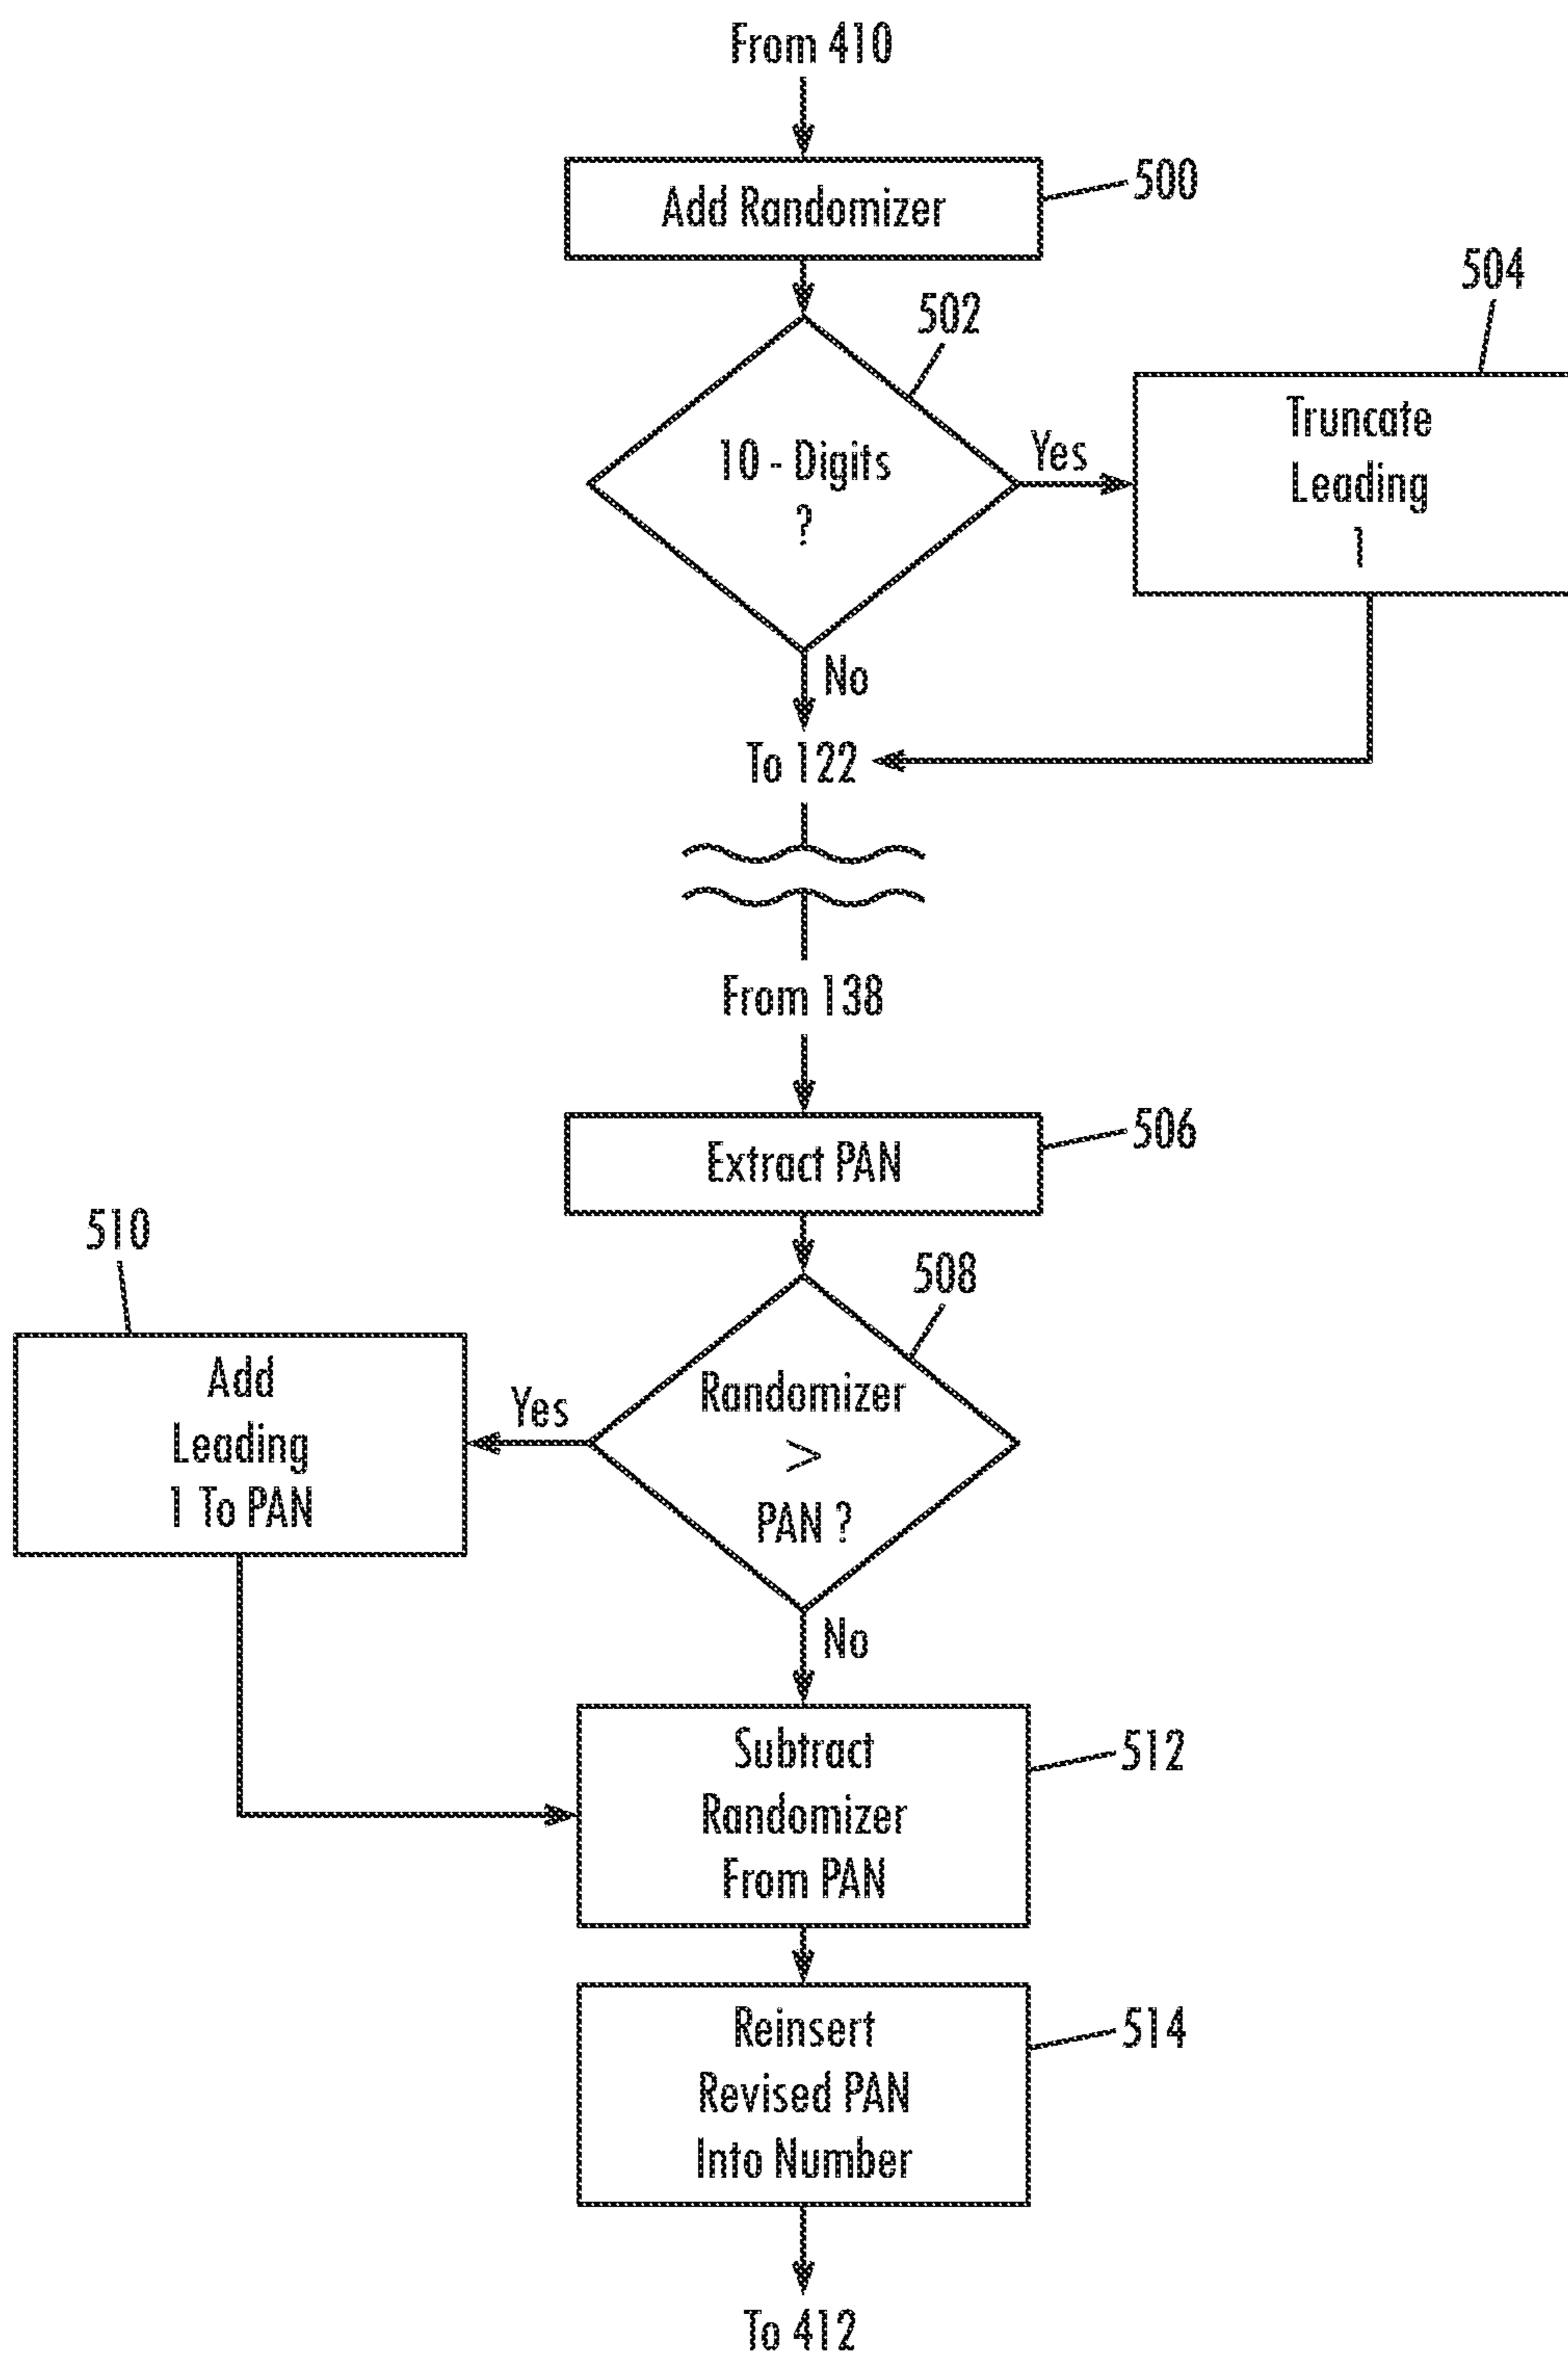 From 410
Add Randomizer
500
502
504
10 - Digits
?
Yes
Truncate
Leading
1
No
To 122
From 138
Extract PAN
506
510
508
Add
Leading
1 To PAN
Yes
Randomizer
>
PAN ?
No
Subtract
Randomizer
From PAN
512
Reinsert
Revised PAN
Into Number
514
To 412